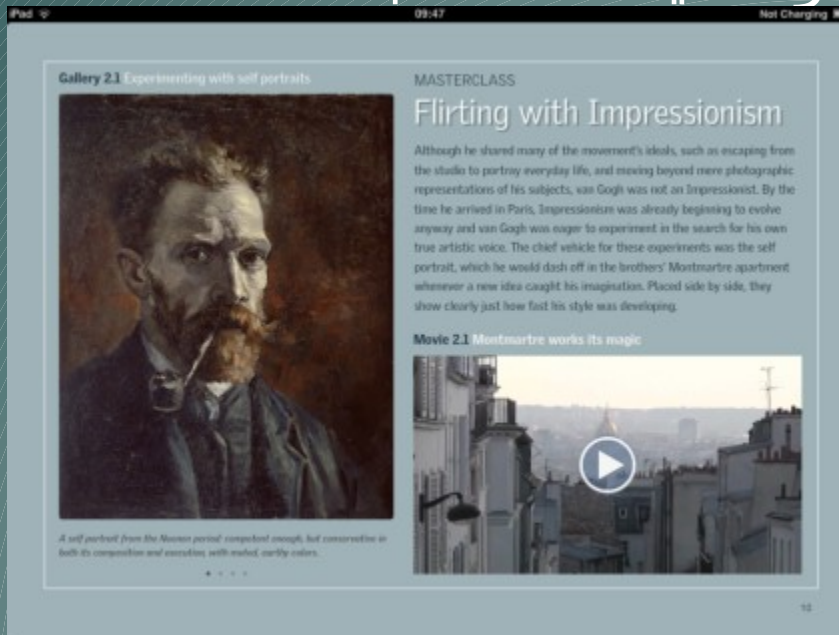 iPad
09:47
Not Charging
Gallery 2.1 Experimenting with self portraits
A self portrait from the Neunen period: competent enough, but conservative in
both its composition and execution, with muted, earthy colors.
MASTERCLASS
Flirting with Impressionism
Although he shared many of the movement's ideals, such as escaping from
the studio to portray everyday life, and moving beyond mere photographic
representations of his subjects, van Gogh was not an Impressionist. By the
time he arrived in Paris, Impressionism was already beginning to evolve
anyway and van Gogh was eager to experiment in the search for his own
true artistic voice. The chief vehicle for these experiments was the self
portrait, which he would dash off in the brothers' Montmartre apartment
whenever a new idea caught his imagination. Placed side by side, they
show clearly just how fast his style was developing.
Movie 2.1 Montmartre works its magic